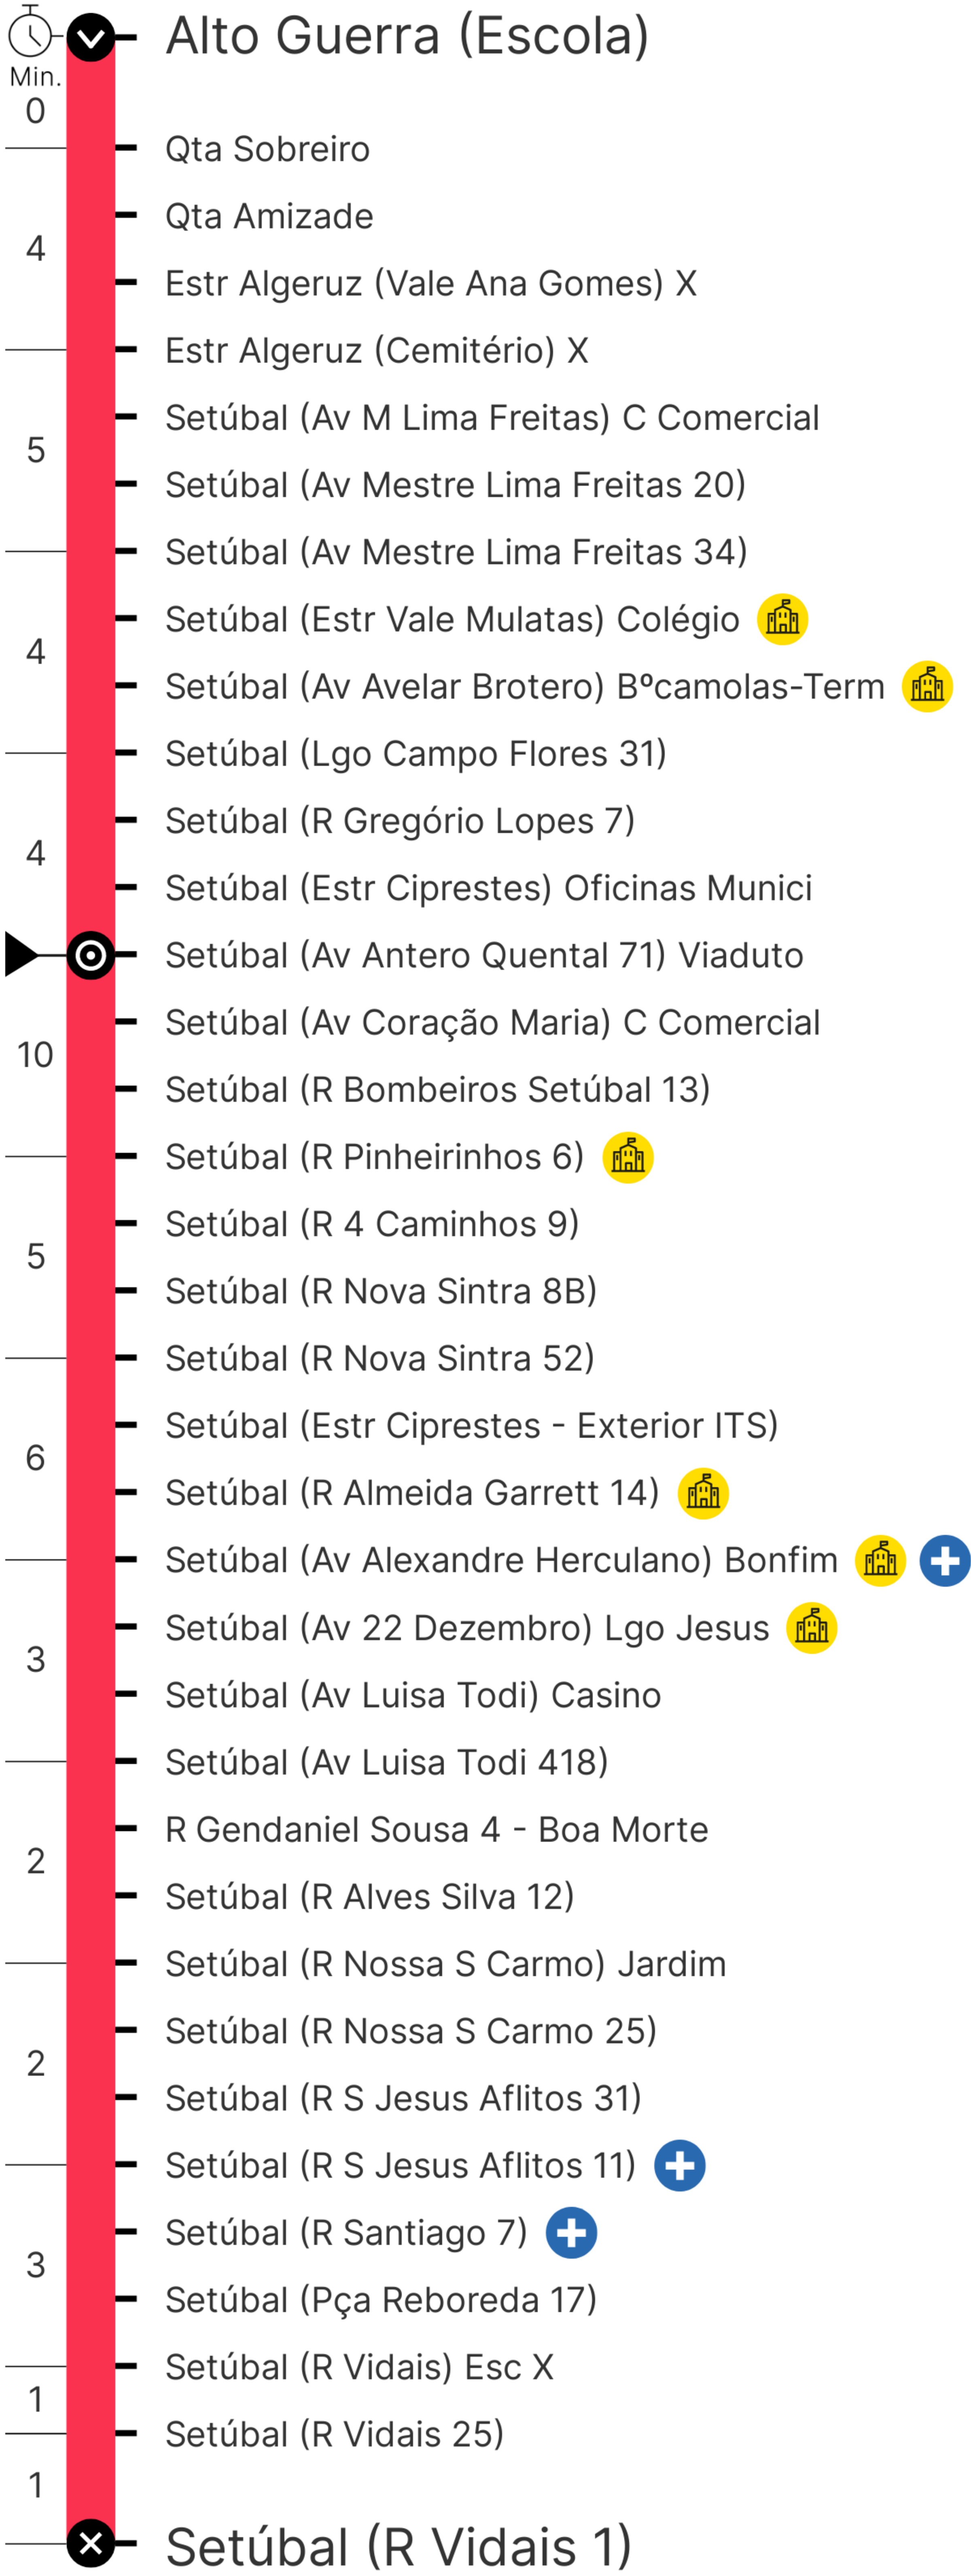 Alto Guerra (Escola)
Min.
0
Qta Sobreiro
Qta Amizade
4
Estr Algeruz (Vale Ana Gomes) X
Estr Algeruz (Cemitério) X
Setúbal (Av M Lima Freitas) C Comercial
5
Setúbal (Av Mestre Lima Freitas 20)
Setúbal (Av Mestre Lima Freitas 34)
Setúbal (Estr Vale Mulatas) Colégio
4
Setúbal (Av Avelar Brotero) Bºcamolas-Term
Setúbal (Lgo Campo Flores 31)
Setúbal (R Gregório Lopes 7)
4
Setúbal (Estr Ciprestes) Oficinas Munici
Setúbal (Av Antero Quental 71) Viaduto
Setúbal (Av Coração Maria) C Comercial
10
Setúbal (R Bombeiros Setúbal 13)
Setúbal (R Pinheirinhos 6)
Setúbal (R 4 Caminhos 9)
5
Setúbal (R Nova Sintra 8B)
Setúbal (R Nova Sintra 52)
Setúbal (Estr Ciprestes - Exterior ITS)
6
Setúbal (R Almeida Garrett 14)
Setúbal (Av Alexandre Herculano) Bonfim
Setúbal (Av 22 Dezembro) Lgo Jesus
3
Setúbal (Av Luisa Todi) Casino
Setúbal (Av Luisa Todi 418)
R Gendaniel Sousa 4 - Boa Morte
2
Setúbal (R Alves Silva 12)
Setúbal (R Nossa S Carmo) Jardim
Setúbal (R Nossa S Carmo 25)
2
Setúbal (R S Jesus Aflitos 31)
Setúbal (R S Jesus Aflitos 11)
Setúbal (R Santiago 7)
3
Setúbal (Pça Reboreda 17)
Setúbal (R Vidais) Esc X
1
Setúbal (R Vidais 25)
1
Setúbal (R Vidais 1)